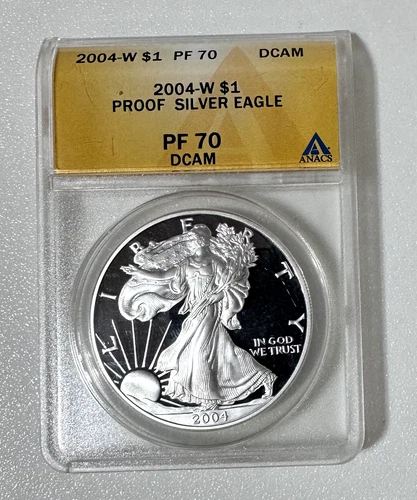 2004-W $1 PF 70 DCAM
2004-W $1
PROOF SILVER EAGLE
PF 70
DCAM
ANACS
LIBERTY
IN GOD
WE TRUST
2004